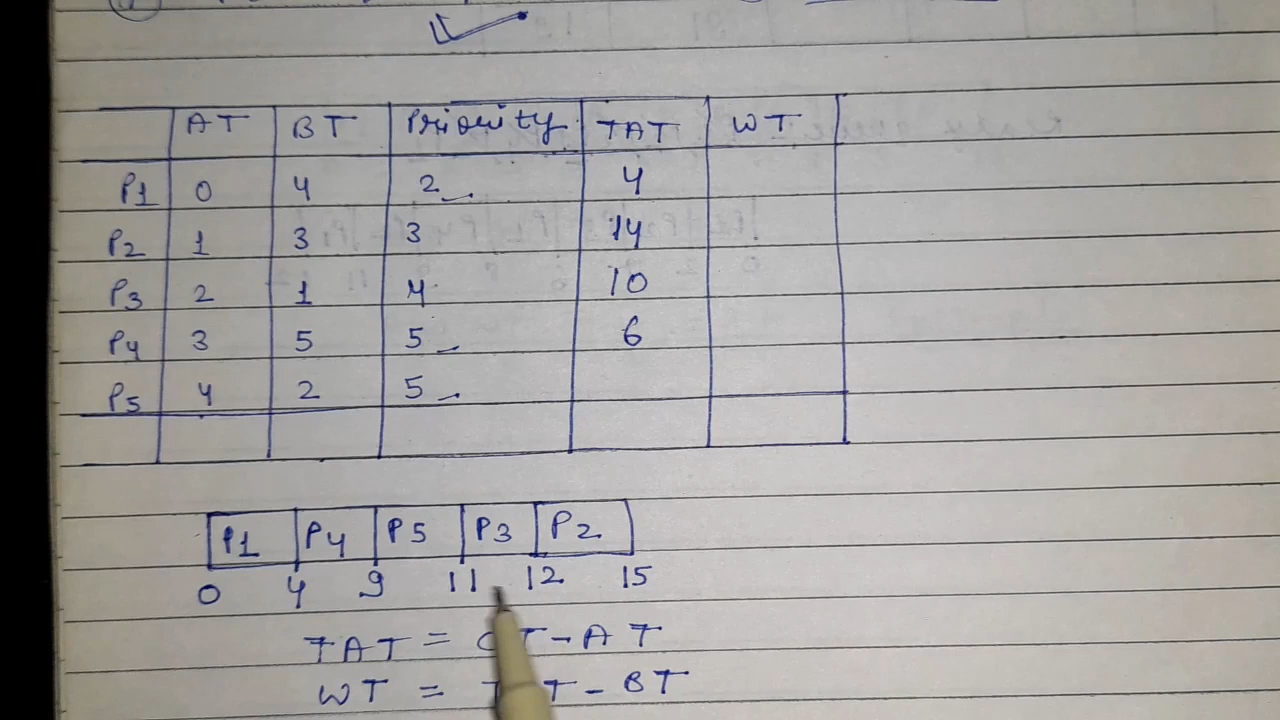 AT BT Priority TAT WT
P1 0 4 2 4
P2 1 3 3 14
P3 2 1 4 10
P4 3 5 5 6
P5 4 2 5
P1 P4 P5 P3 P2
0 4 9 11 12 15
TAT = CT - AT
WT = TAT - BT